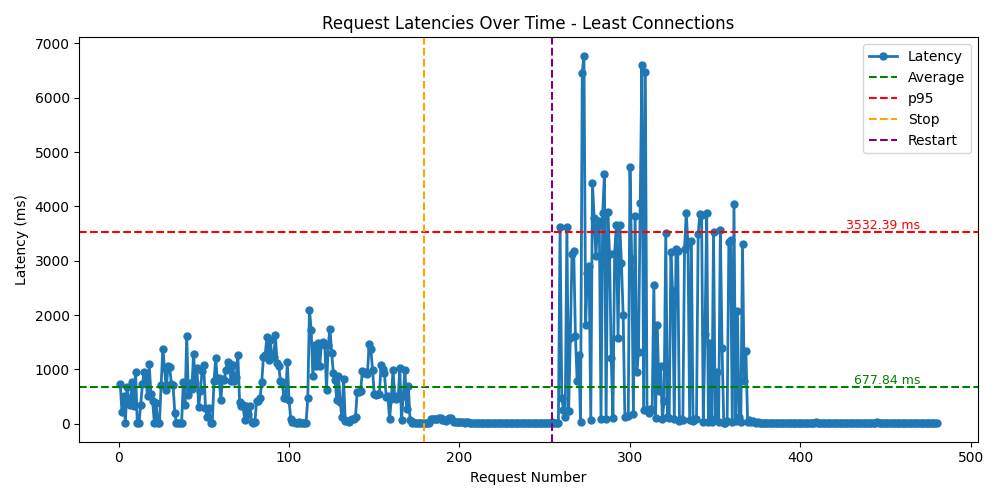 Request Latencies Over Time - Least Connections
Latency (ms)
7000
6000
5000
4000
3000
2000
1000
0
Latency
Average
p95
Stop
Restart
3532.39 ms
677.84 ms
0
100
200
300
400
500
Request Number